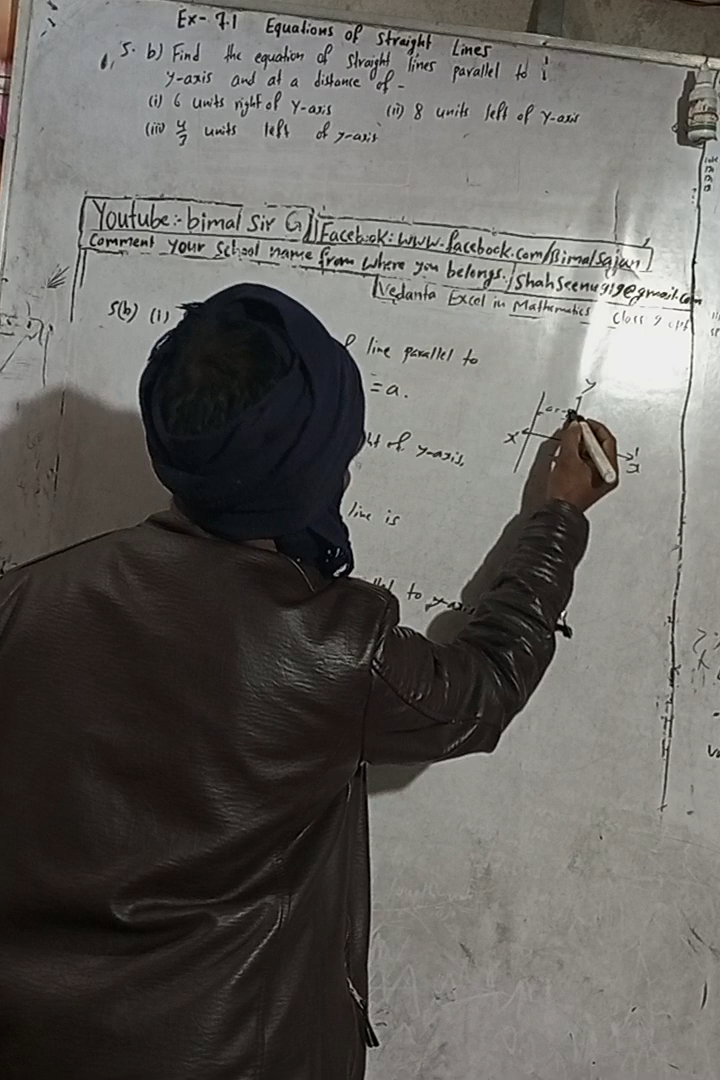 Ex- 7.1 Equations of Straight Lines
5. b) Find the equation of straight lines parallel to
y-axis and at a distance of -
(i) 6 units right of Y-axis (ii) 8 units left of Y-axis
(iii) units left of y-axis
Youtube:- bimal Sir G Facebook: www.facebook.com/Bimalsajan
Comment your School name from where you belongs. / Shahseenu919@gmail.com
Vedanta Excel in Mathematics Class 9
5(b) (i) line parallel to
= a.
of y-axis,
line is
to y-axis
y
x' x